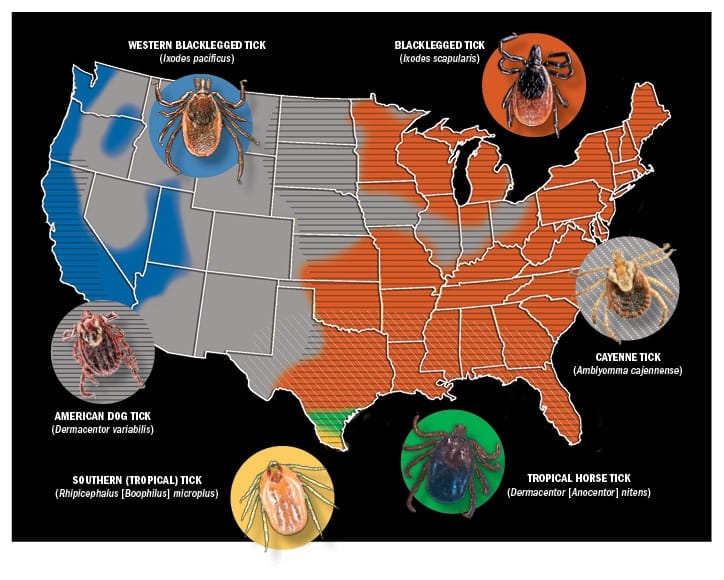 WESTERN BLACKLEGGED TICK
(Ixodes pacificus)
BLACKLEGGED TICK
(Ixodes scapularis)
CAYENNE TICK
(Amblyomma cajennense)
AMERICAN DOG TICK
(Dermacentor variabilis)
SOUTHERN (TROPICAL) TICK
(Rhipicephalus [Boophilus] microplus)
TROPICAL HORSE TICK
(Dermacentor [Anocentor] nitens)